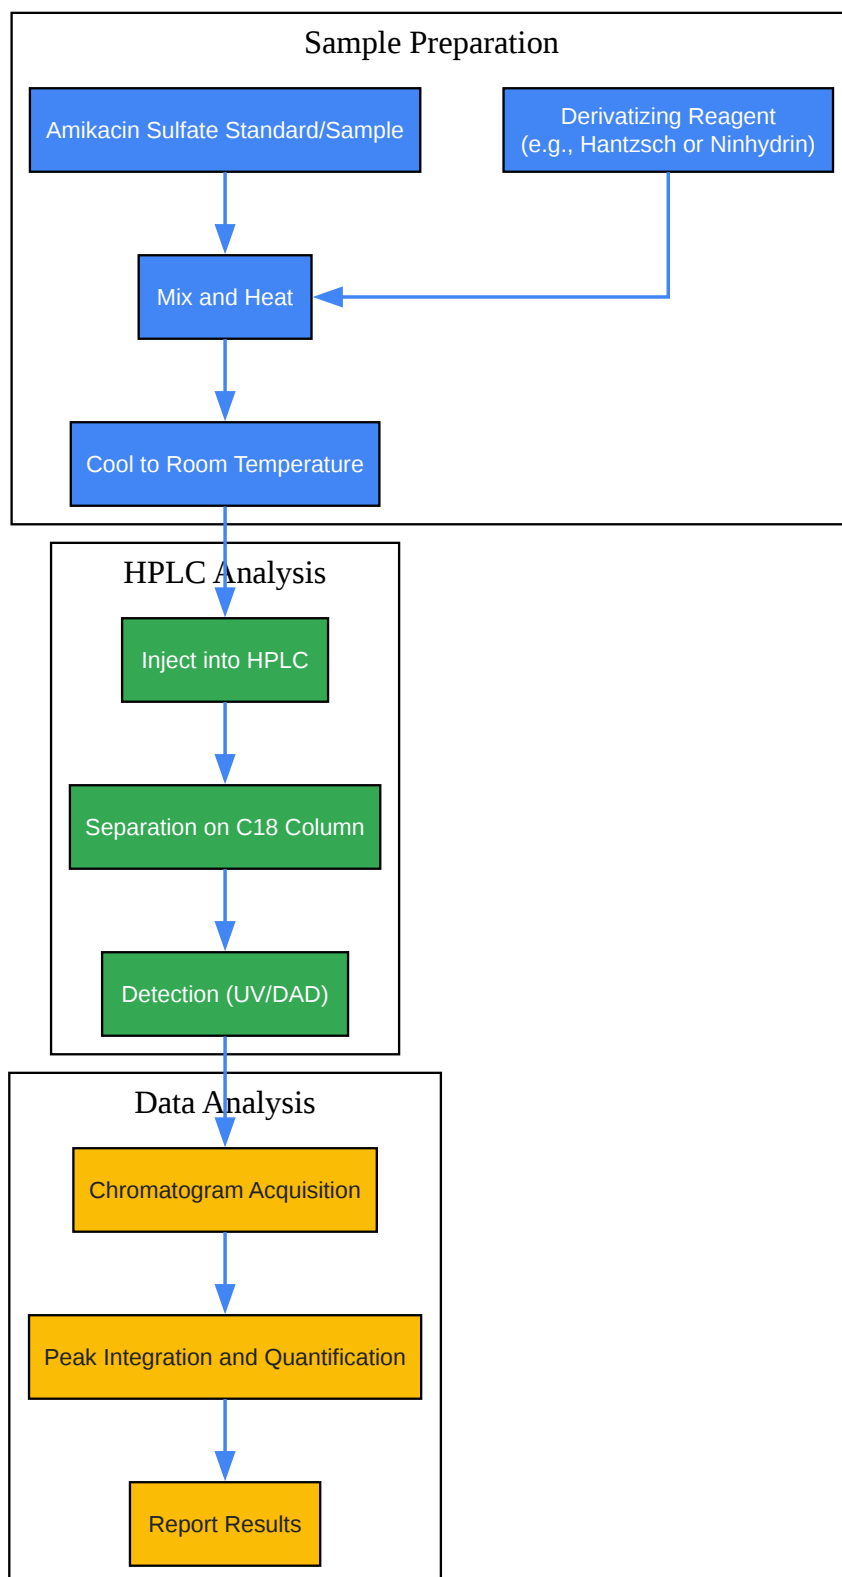 Sample Preparation
Amikacin Sulfate Standard/Sample
Derivatizing Reagent
(e.g., Hantzsch or Ninhydrin)
Mix and Heat
Cool to Room Temperature
HPLC Analysis
Inject into HPLC
Separation on C18 Column
Detection (UV/DAD)
Data Analysis
Chromatogram Acquisition
Peak Integration and Quantification
Report Results